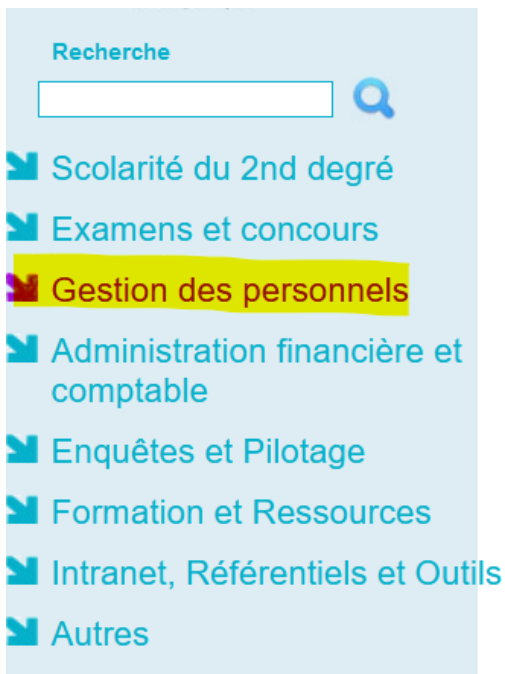 Recherche
Scolarité du 2nd degré
Examens et concours
Gestion des personnels
Administration financière et
comptable
Enquêtes et Pilotage
Formation et Ressources
Intranet, Référentiels et Outils
Autres